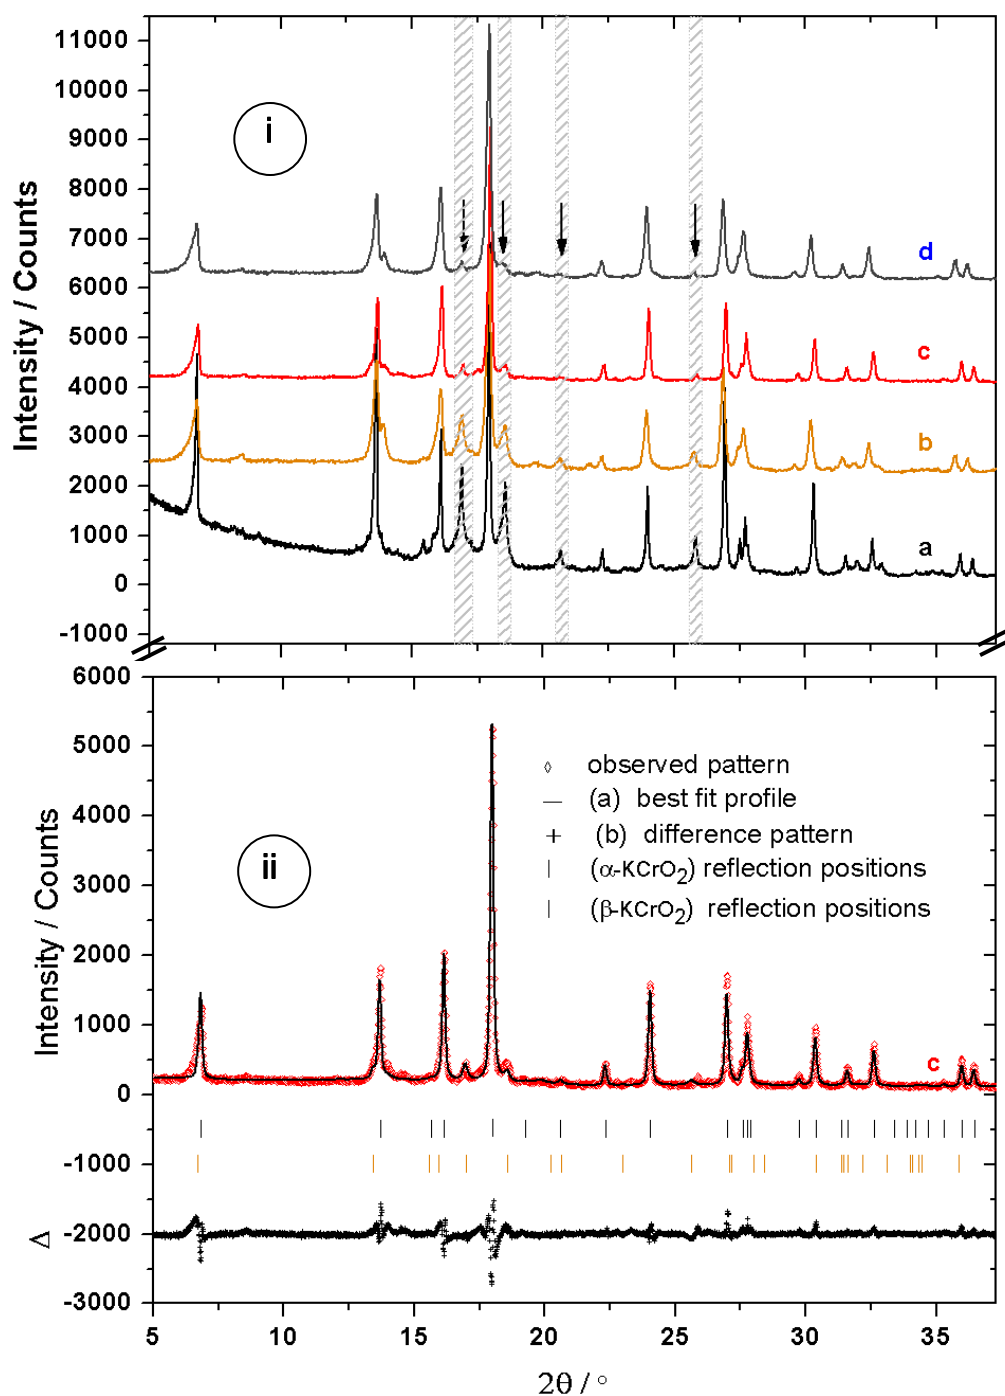 11000
10000
9000
8000
7000
6000
5000
4000
3000
2000
1000
0
-1000
Intensity / Counts
i
d
c
b
a
6000
5000
4000
3000
2000
1000
0
-1000
-2000
-3000
Intensity / Counts
Δ
ii
observed pattern
(a) best fit profile
(b) difference pattern
(α-KCrO₂) reflection positions
(β-KCrO₂) reflection positions
c
5 10 15 20 25 30 35
2θ / °